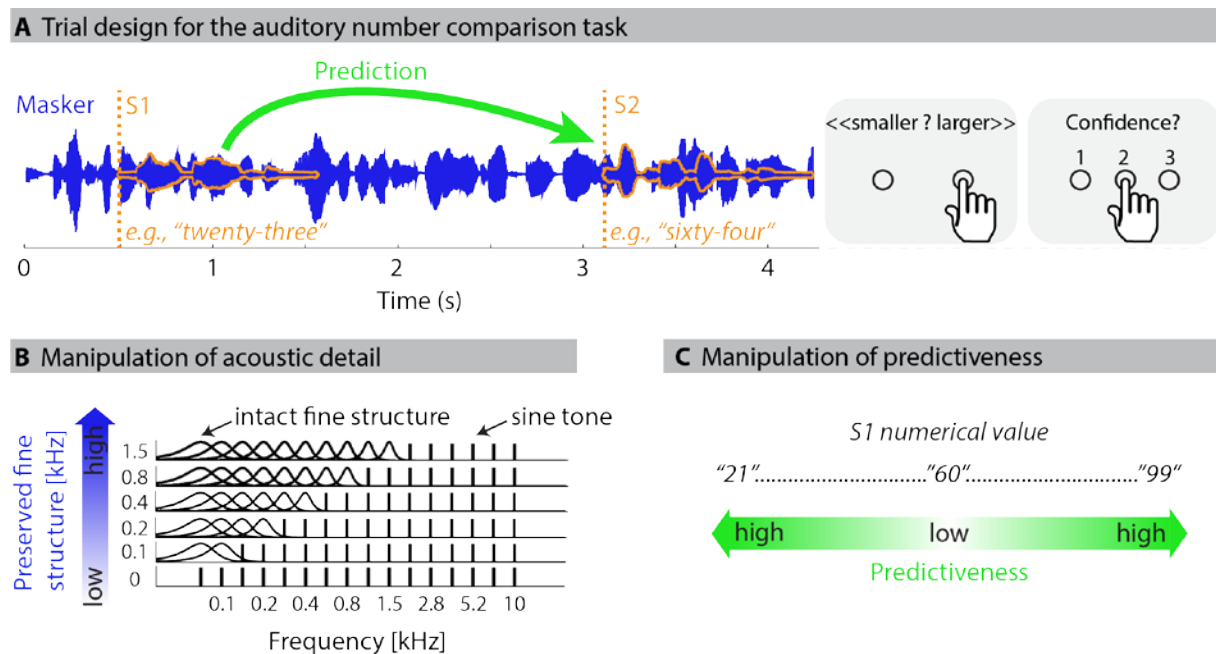 A Trial design for the auditory number comparison task
Prediction
Masker
S1
S2
<<smaller ? larger>>
Confidence?
1 2 3
e.g., “twenty-three”
e.g., “sixty-four”
0 1 2 3 4
Time (s)
B Manipulation of acoustic detail
Preserved fine
structure [kHz]
high
low
intact fine structure
sine tone
1.5
0.8
0.4
0.2
0.1
0
0.1 0.2 0.4 0.8 1.5 2.8 5.2 10
Frequency [kHz]
C Manipulation of predictiveness
S1 numerical value
“21”..............................”60”...............................”99”
high low high
Predictiveness